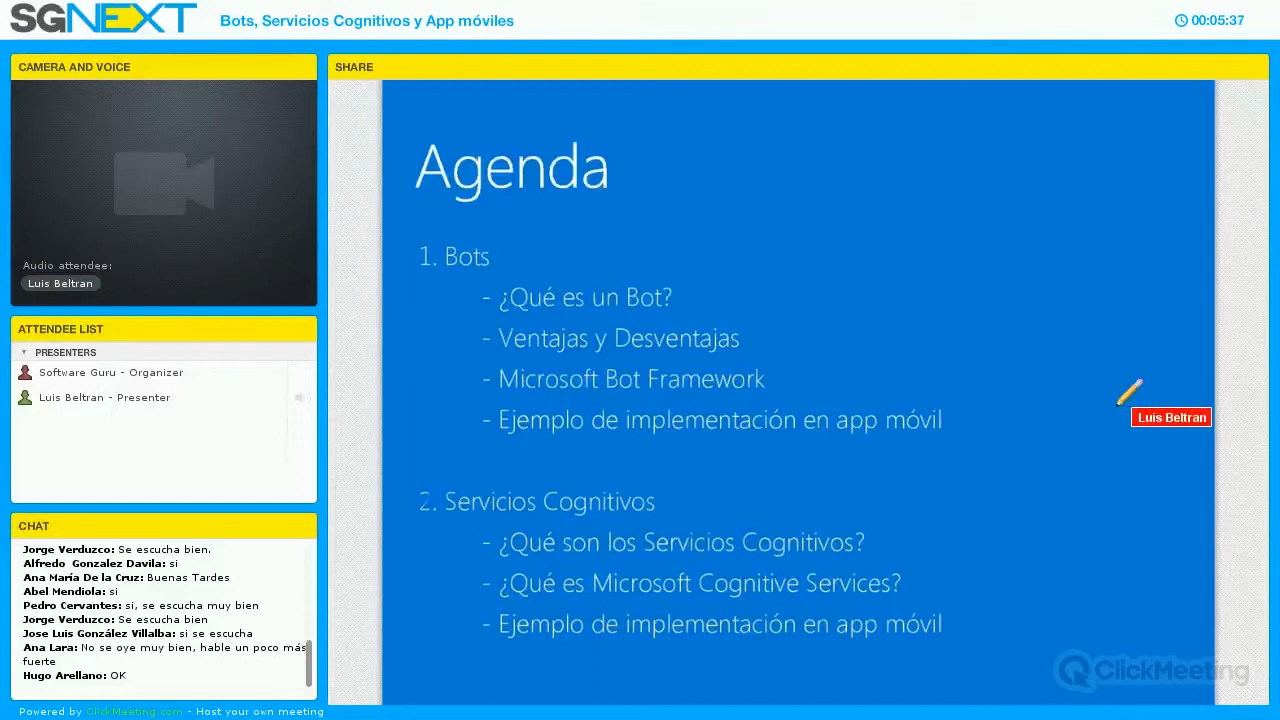 SGNEXT
Bots, Servicios Cognitivos y App móviles
00:05:37
CAMERA AND VOICE
Audio attendee:
Luis Beltran
ATTENDEE LIST
PRESENTERS
Software Guru - Organizer
Luis Beltran - Presenter
CHAT
Jorge Verduzco: Se escucha bien.
Alfredo Gonzalez Davila: si
Ana María De la Cruz: Buenas Tardes
Abel Mendiola: si
Pedro Cervantes: si, se escucha muy bien
Jorge Verduzco: Se escucha bien
Jose Luis González Villalba: si se escucha
Ana Lara: No se oye muy bien, hable un poco más
fuerte
Hugo Arellano: OK
SHARE
Agenda
1. Bots
- ¿Qué es un Bot?
- Ventajas y Desventajas
- Microsoft Bot Framework
- Ejemplo de implementación en app móvil
2. Servicios Cognitivos
- ¿Qué son los Servicios Cognitivos?
- ¿Qué es Microsoft Cognitive Services?
- Ejemplo de implementación en app móvil
Luis Beltran
ClickMeeting
Powered by ClickMeeting.com - Host your own meeting